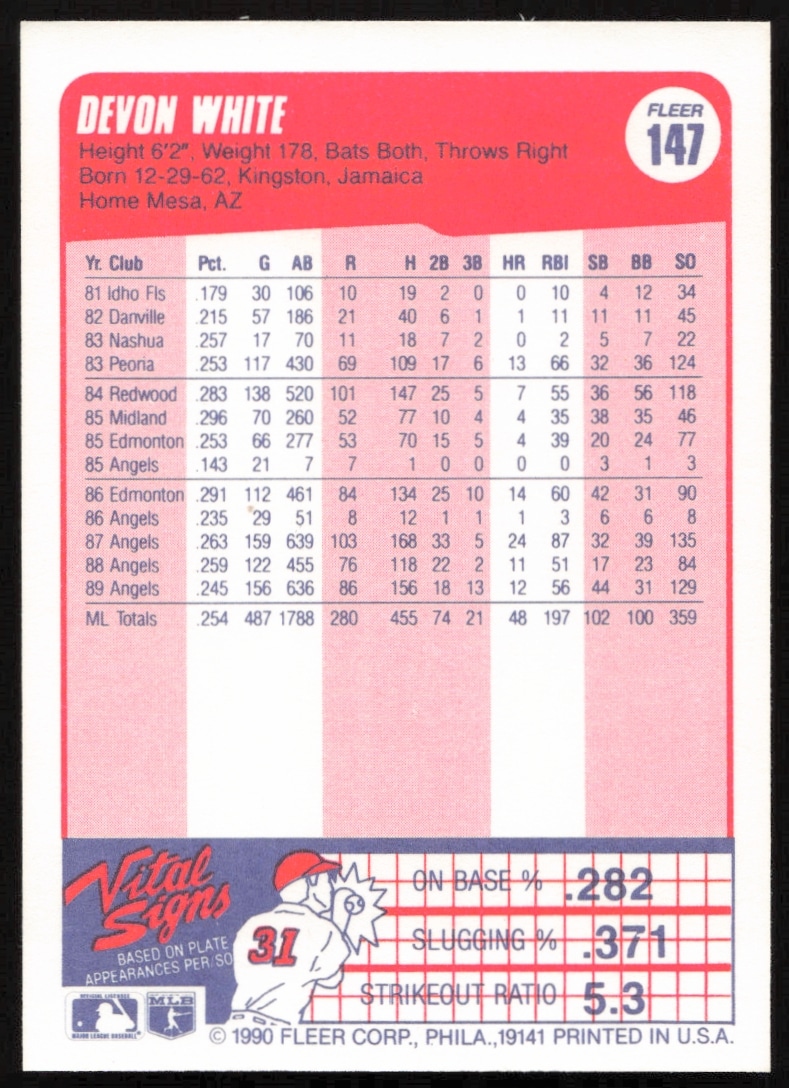 DEVON WHITE
FLEER
147
Height 6'2", Weight 178, Bats Both, Throws Right
Born 12-29-62, Kingston, Jamaica
Home Mesa, AZ
Yr. Club Pct. G AB R H 2B 3B HR RBI SB BB SO
81 Idho Fls .179 30 106 10 19 2 0 0 10 4 12 34
82 Danville .215 57 186 21 40 6 1 1 11 11 11 45
83 Nashua .257 17 70 11 18 7 2 0 2 5 7 22
83 Peoria .253 117 430 69 109 17 6 13 66 32 36 124
84 Redwood .283 138 520 101 147 25 5 7 55 36 56 118
85 Midland .296 70 260 52 77 10 4 4 35 38 35 46
85 Edmonton .253 66 277 53 70 15 5 4 39 20 24 77
85 Angels .143 21 7 7 1 0 0 0 0 3 1 3
86 Edmonton .291 112 461 84 134 25 10 14 60 42 31 90
86 Angels .235 29 51 8 12 1 1 1 3 6 6 8
87 Angels .263 159 639 103 168 33 5 24 87 32 39 135
88 Angels .259 122 455 76 118 22 2 11 51 17 23 84
89 Angels .245 156 636 86 156 18 13 12 56 44 31 129
ML Totals .254 487 1788 280 455 74 21 48 197 102 100 359
Vital
Signs
BASED ON PLATE
APPEARANCES PER/SO
31
ON BASE % .282
SLUGGING % .371
STRIKEOUT RATIO 5.3
OFFICIAL LICENSEE
MAJOR LEAGUE BASEBALL
MLB
© 1990 FLEER CORP., PHILA.,19141 PRINTED IN U.S.A.